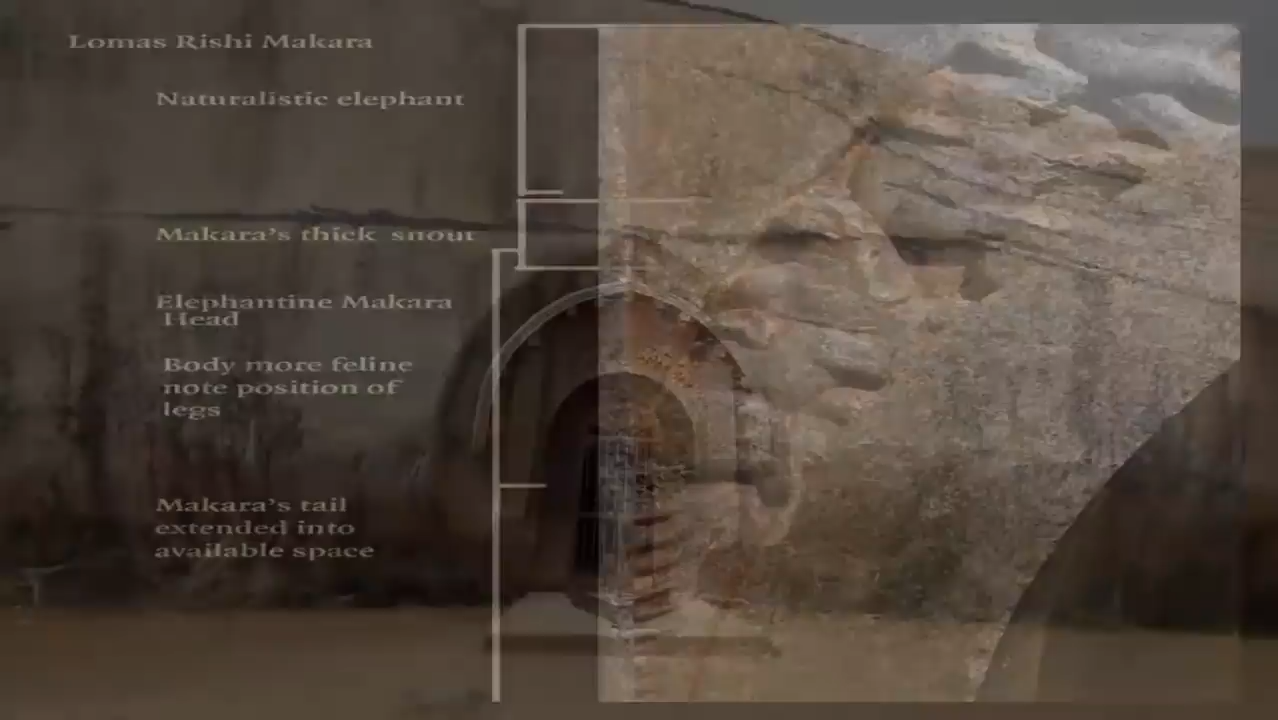 Lomas Rishi Makara
Naturalistic elephant
Makara's thick snout
Elephantine Makara
Head
Body more feline
note position of
legs
Makara's tail
extended into
available space